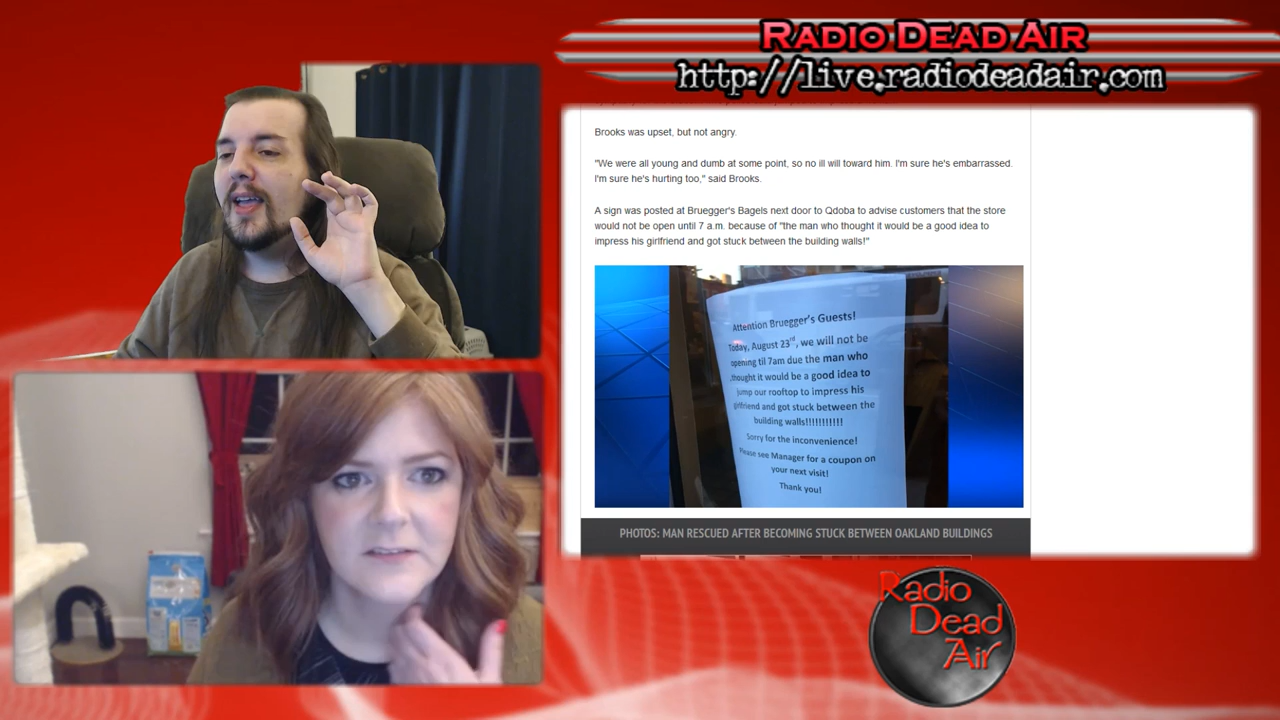 Radio Dead Air
http://live.radiodeadair.com
Brooks was upset, but not angry.
"We were all young and dumb at some point, so no ill will toward him. I'm sure he's embarrassed.
I'm sure he's hurting too," said Brooks.
A sign was posted at Bruegger's Bagels next door to Qdoba to advise customers that the store
would not be open until 7 a.m. because of "the man who thought it would be a good idea to
impress his girlfriend and got stuck between the building walls!"
Attention Bruegger's Guests!
Today, August 23rd, we will not be
opening til 7am due the man who
thought it would be a good idea to
jump our rooftop to impress his
girlfriend and got stuck between the
building walls!!!!!!!!!!!
Sorry for the inconvenience!
Please see Manager for a coupon on
your next visit!
Thank you!
PHOTOS: MAN RESCUED AFTER BECOMING STUCK BETWEEN OAKLAND BUILDINGS
Radio
Dead
Air